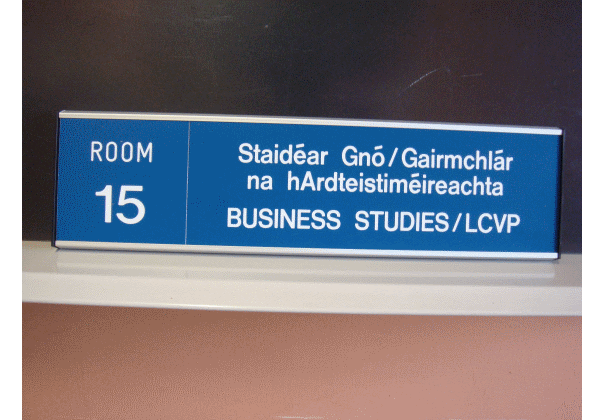 ROOM
15
Staidéar Gnó/Gairmchlár
na hArdteistiméireachta
BUSINESS STUDIES/LCVP